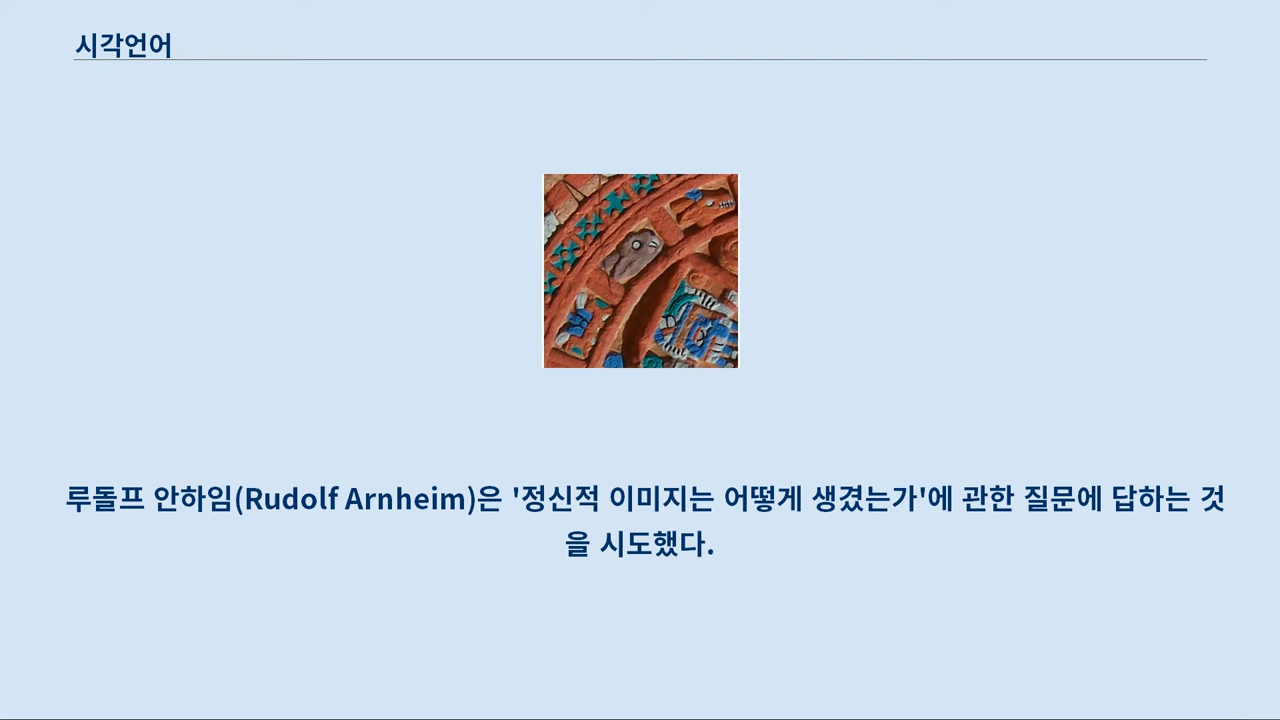 시각언어
루돌프 안하임(Rudolf Arnheim)은 '정신적 이미지는 어떻게 생겼는가'에 관한 질문에 답하는 것
을 시도했다.